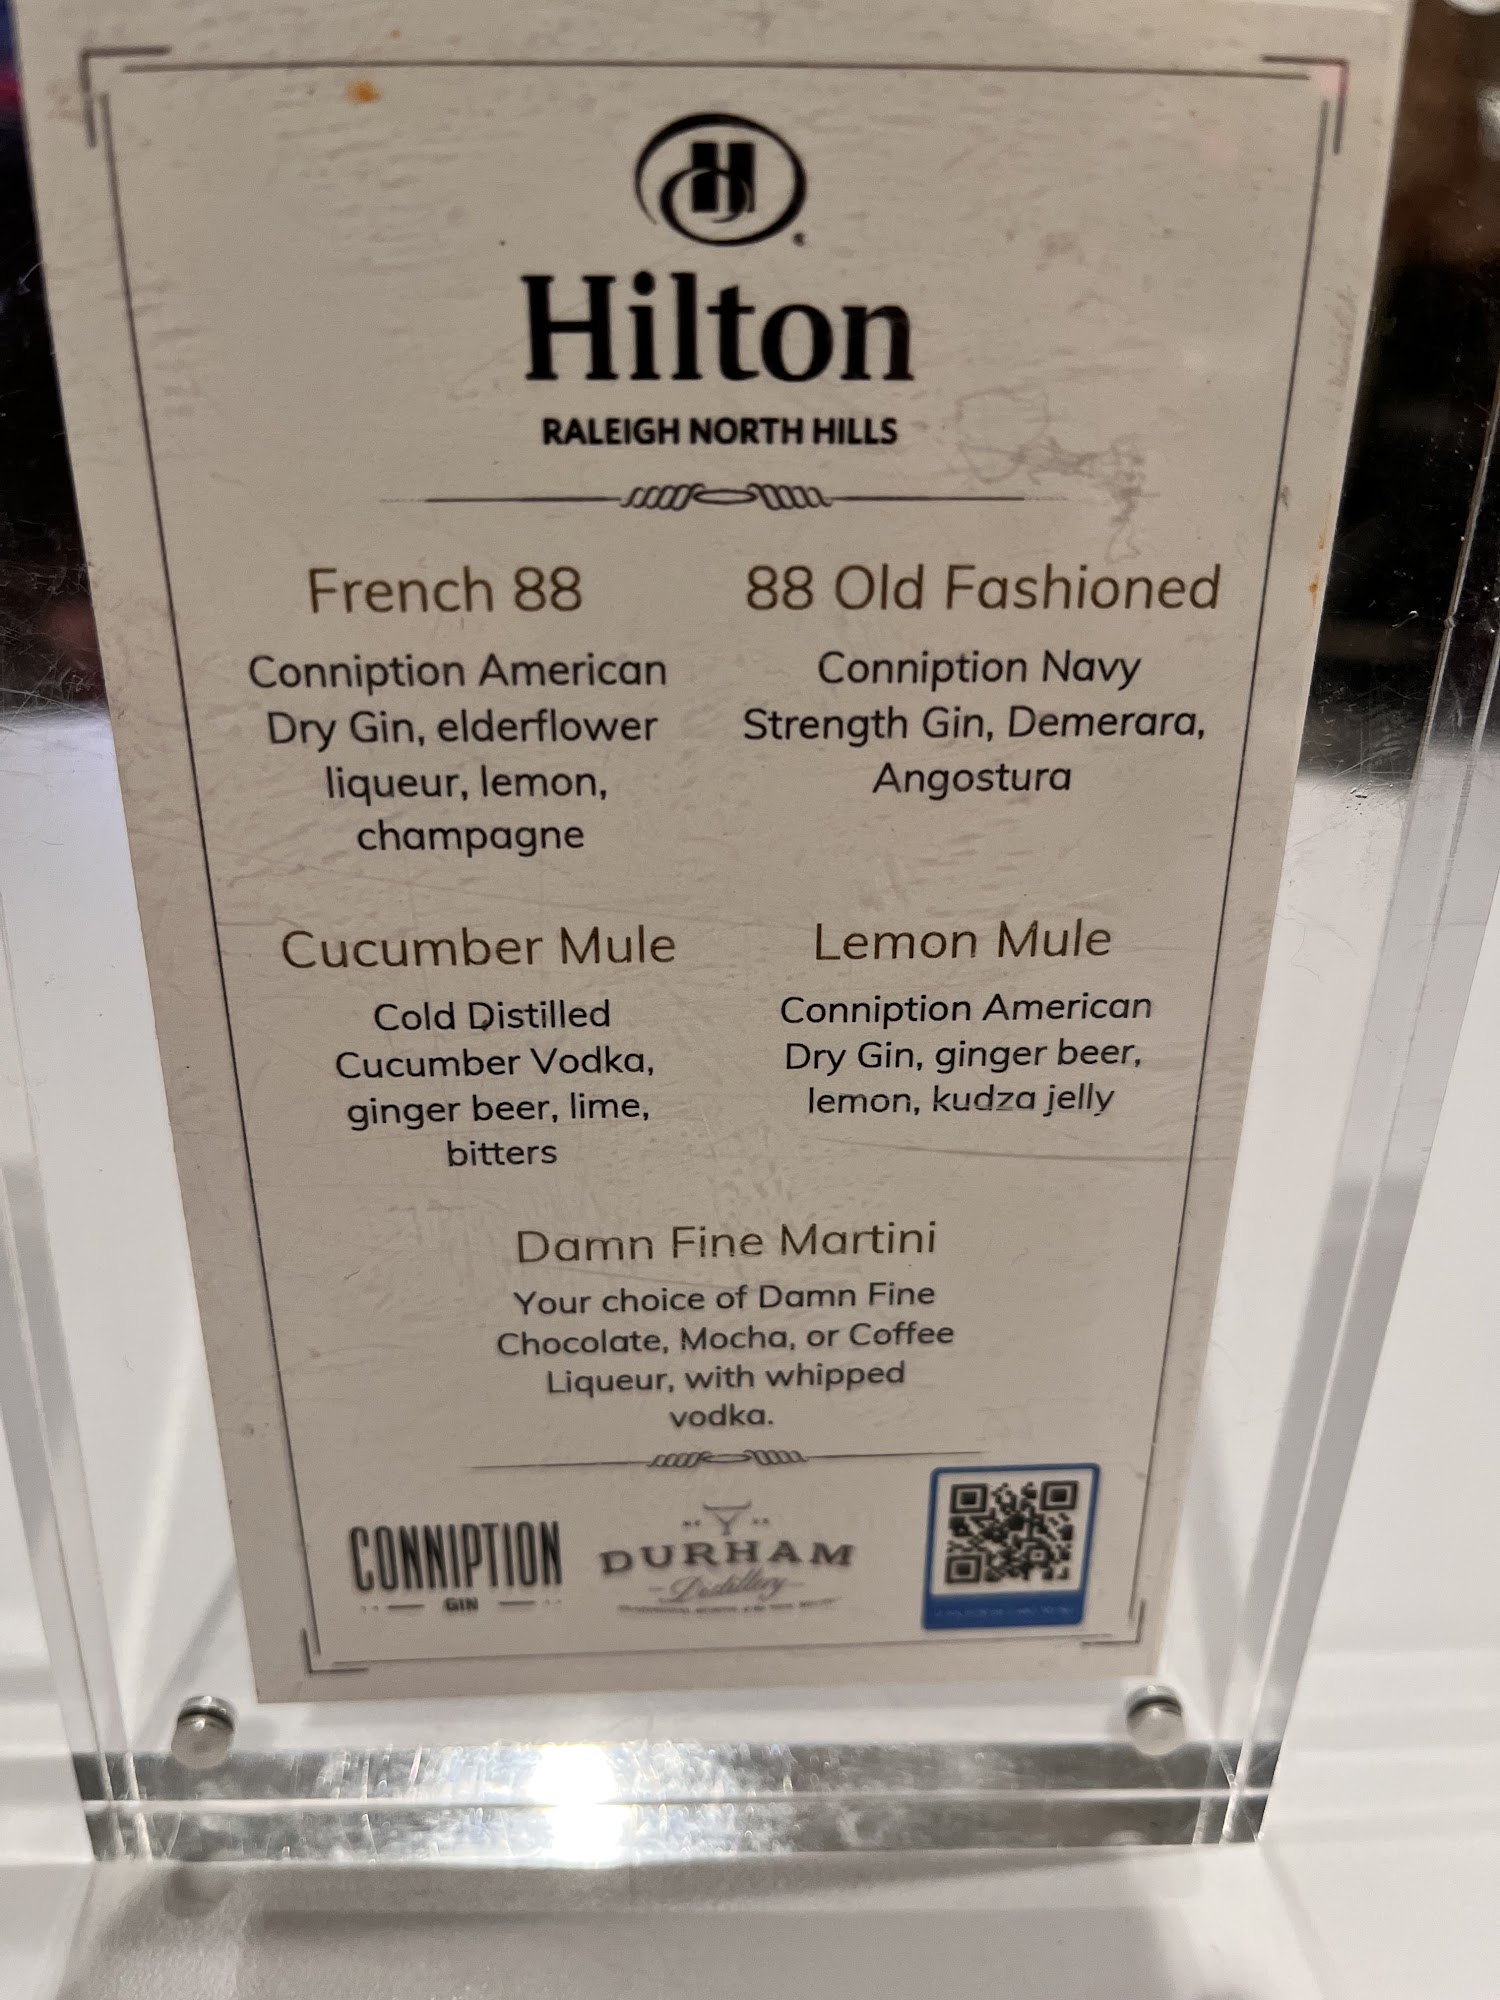 H
Hilton
RALEIGH NORTH HILLS
French 88
Conniption American
Dry Gin, elderflower
liqueur, lemon,
champagne
88 Old Fashioned
Conniption Navy
Strength Gin, Demerara,
Angostura
Cucumber Mule
Cold Distilled
Cucumber Vodka,
ginger beer, lime,
bitters
Lemon Mule
Conniption American
Dry Gin, ginger beer,
lemon, kudza jelly
Damn Fine Martini
Your choice of Damn Fine
Chocolate, Mocha, or Coffee
Liqueur, with whipped
vodka.
CONNIPTION
GIN
DURHAM
Distillery